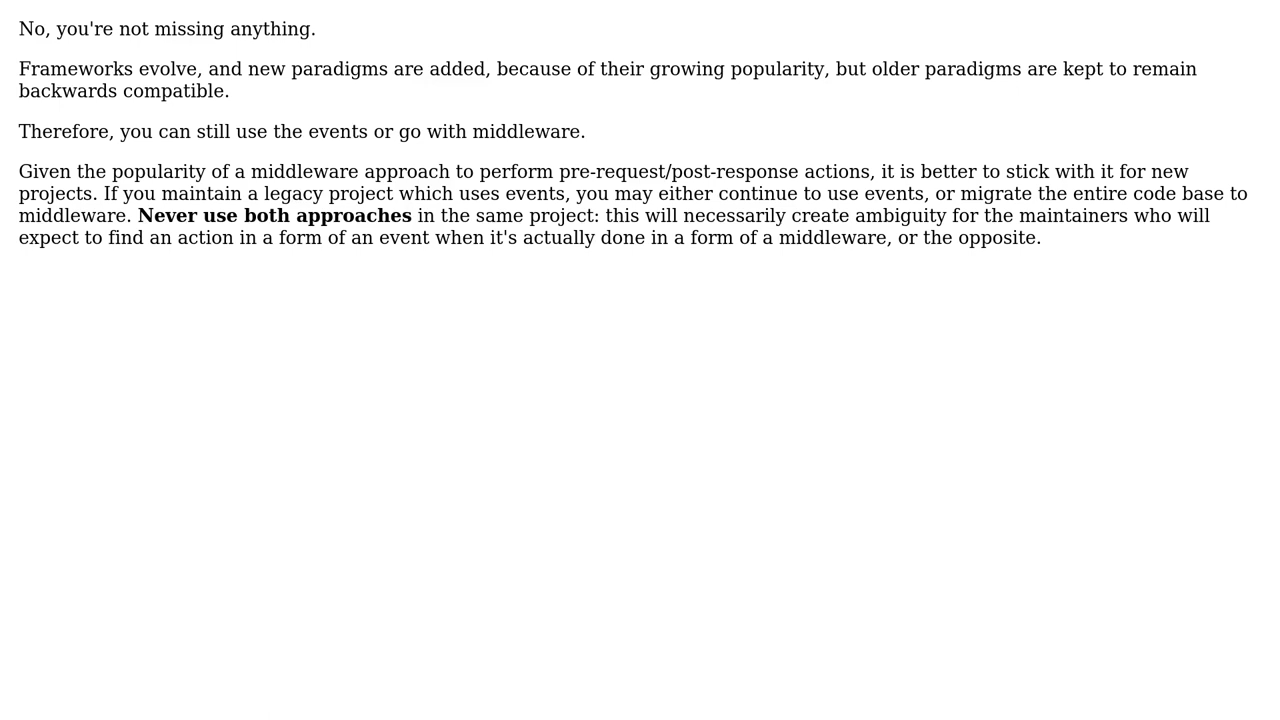 No, you're not missing anything.
Frameworks evolve, and new paradigms are added, because of their growing popularity, but older paradigms are kept to remain
backwards compatible.
Therefore, you can still use the events or go with middleware.
Given the popularity of a middleware approach to perform pre-request/post-response actions, it is better to stick with it for new
projects. If you maintain a legacy project which uses events, you may either continue to use events, or migrate the entire code base to
middleware. Never use both approaches in the same project: this will necessarily create ambiguity for the maintainers who will
expect to find an action in a form of an event when it's actually done in a form of a middleware, or the opposite.